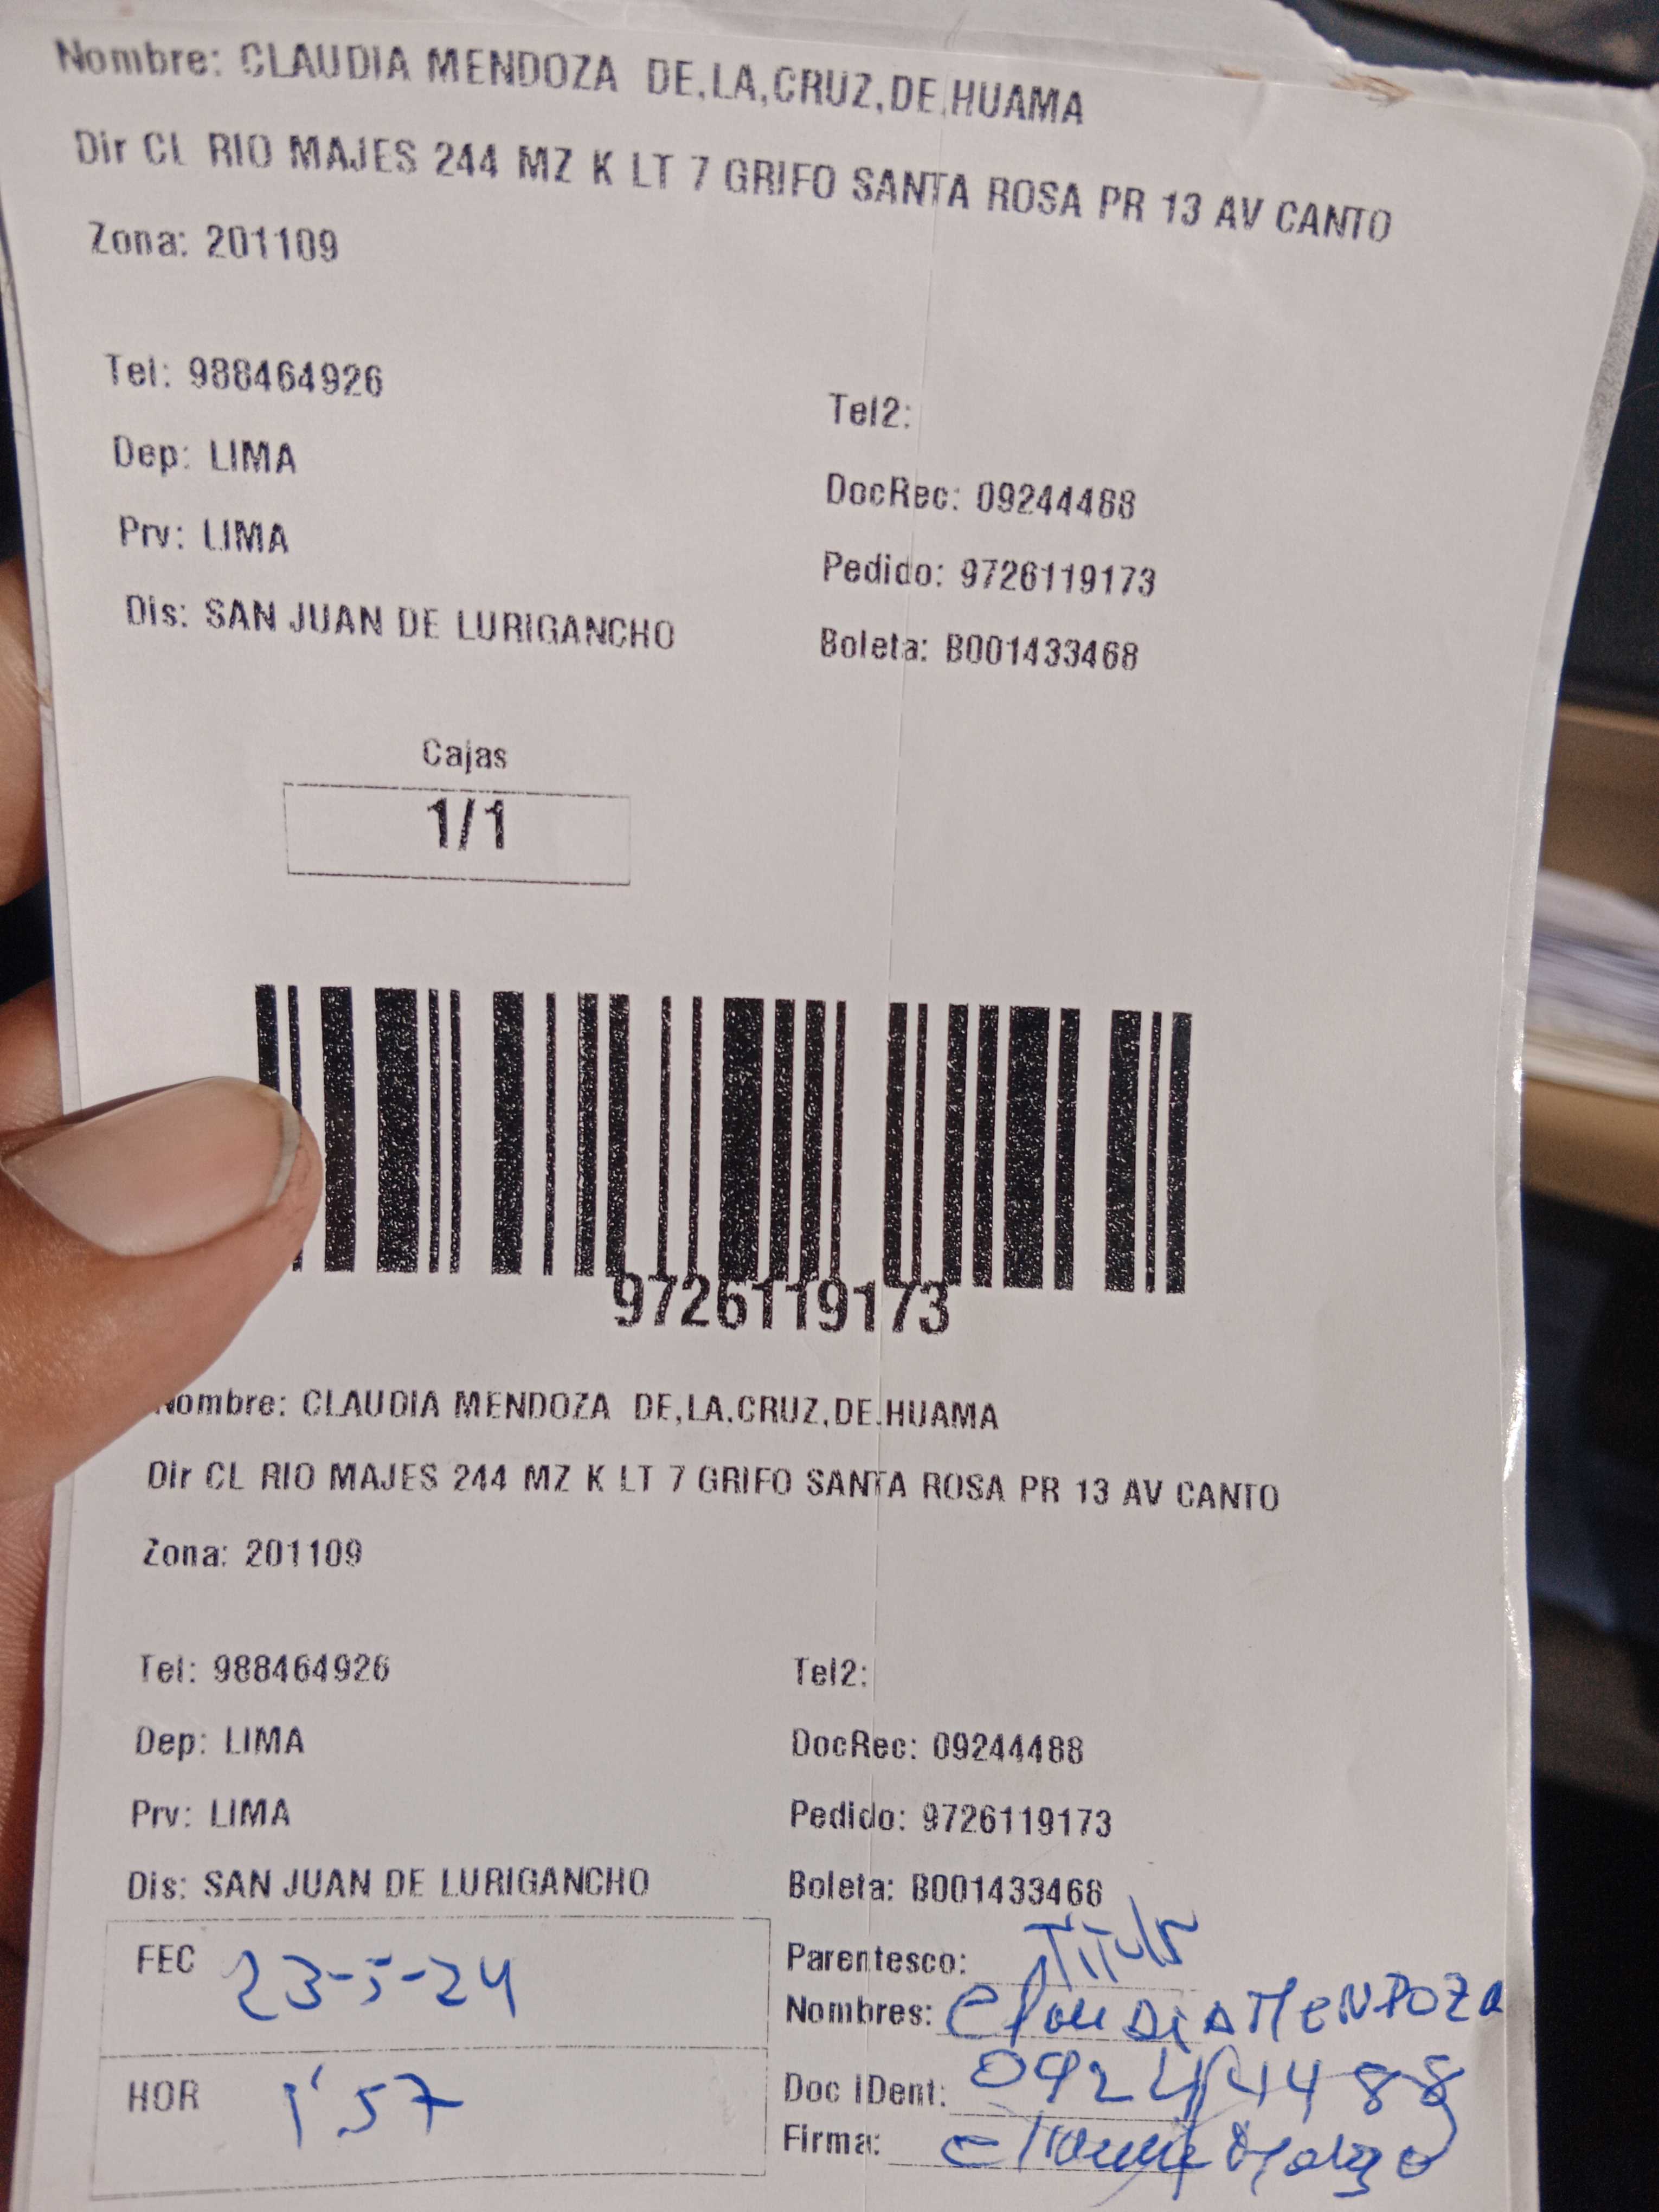 Nombre: CLAUDIA MENDOZA DE,LA,CRUZ,DE,HUAMA
Dir CL RIO MAJES 244 MZ K LT 7 GRIFO SANTA ROSA PR 13 AV CANTO
Zona: 201109
Tel: 988464926 Tel2:
Dep: LIMA DocRec: 09244488
Prv: LIMA Pedido: 9726119173
Dis: SAN JUAN DE LURIGANCHO Boleta: B001433468
Cajas
1/1
9726119173
Nombre: CLAUDIA MENDOZA DE,LA,CRUZ,DE,HUAMA
Dir CL RIO MAJES 244 MZ K LT 7 GRIFO SANTA ROSA PR 13 AV CANTO
Zona: 201109
Tel: 988464926 Tel2:
Dep: LIMA DocRec: 09244488
Prv: LIMA Pedido: 9726119173
Dis: SAN JUAN DE LURIGANCHO Boleta: B001433468
FEC 23-5-24 Parentesco: Titular
Nombres: Claudia MENDOZA
HOR 1'57 Doc IDent: 09244488
Firma: